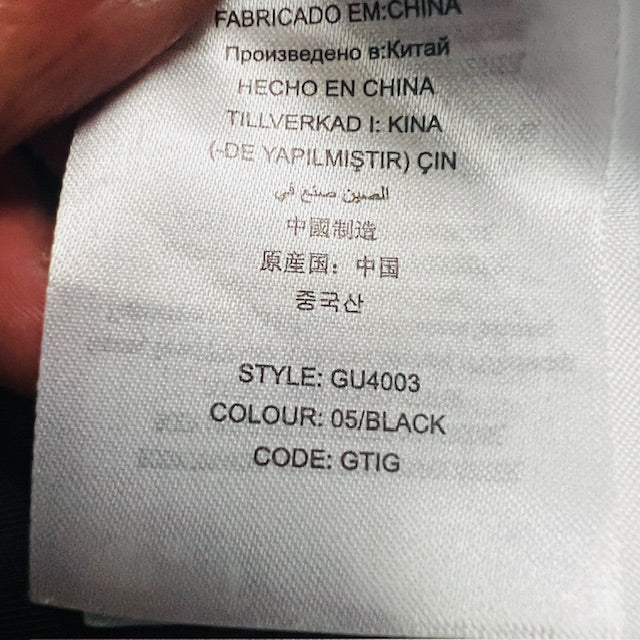 FABRICADO EM:CHINA
Произведено в:Китай
HECHO EN CHINA
TILLVERKAD I: KINA
(-DE YAPILMIŞTIR) ÇIN
الصين صنع في
中國制造
原産国：中国
중국산
STYLE: GU4003
COLOUR: 05/BLACK
CODE: GTIG